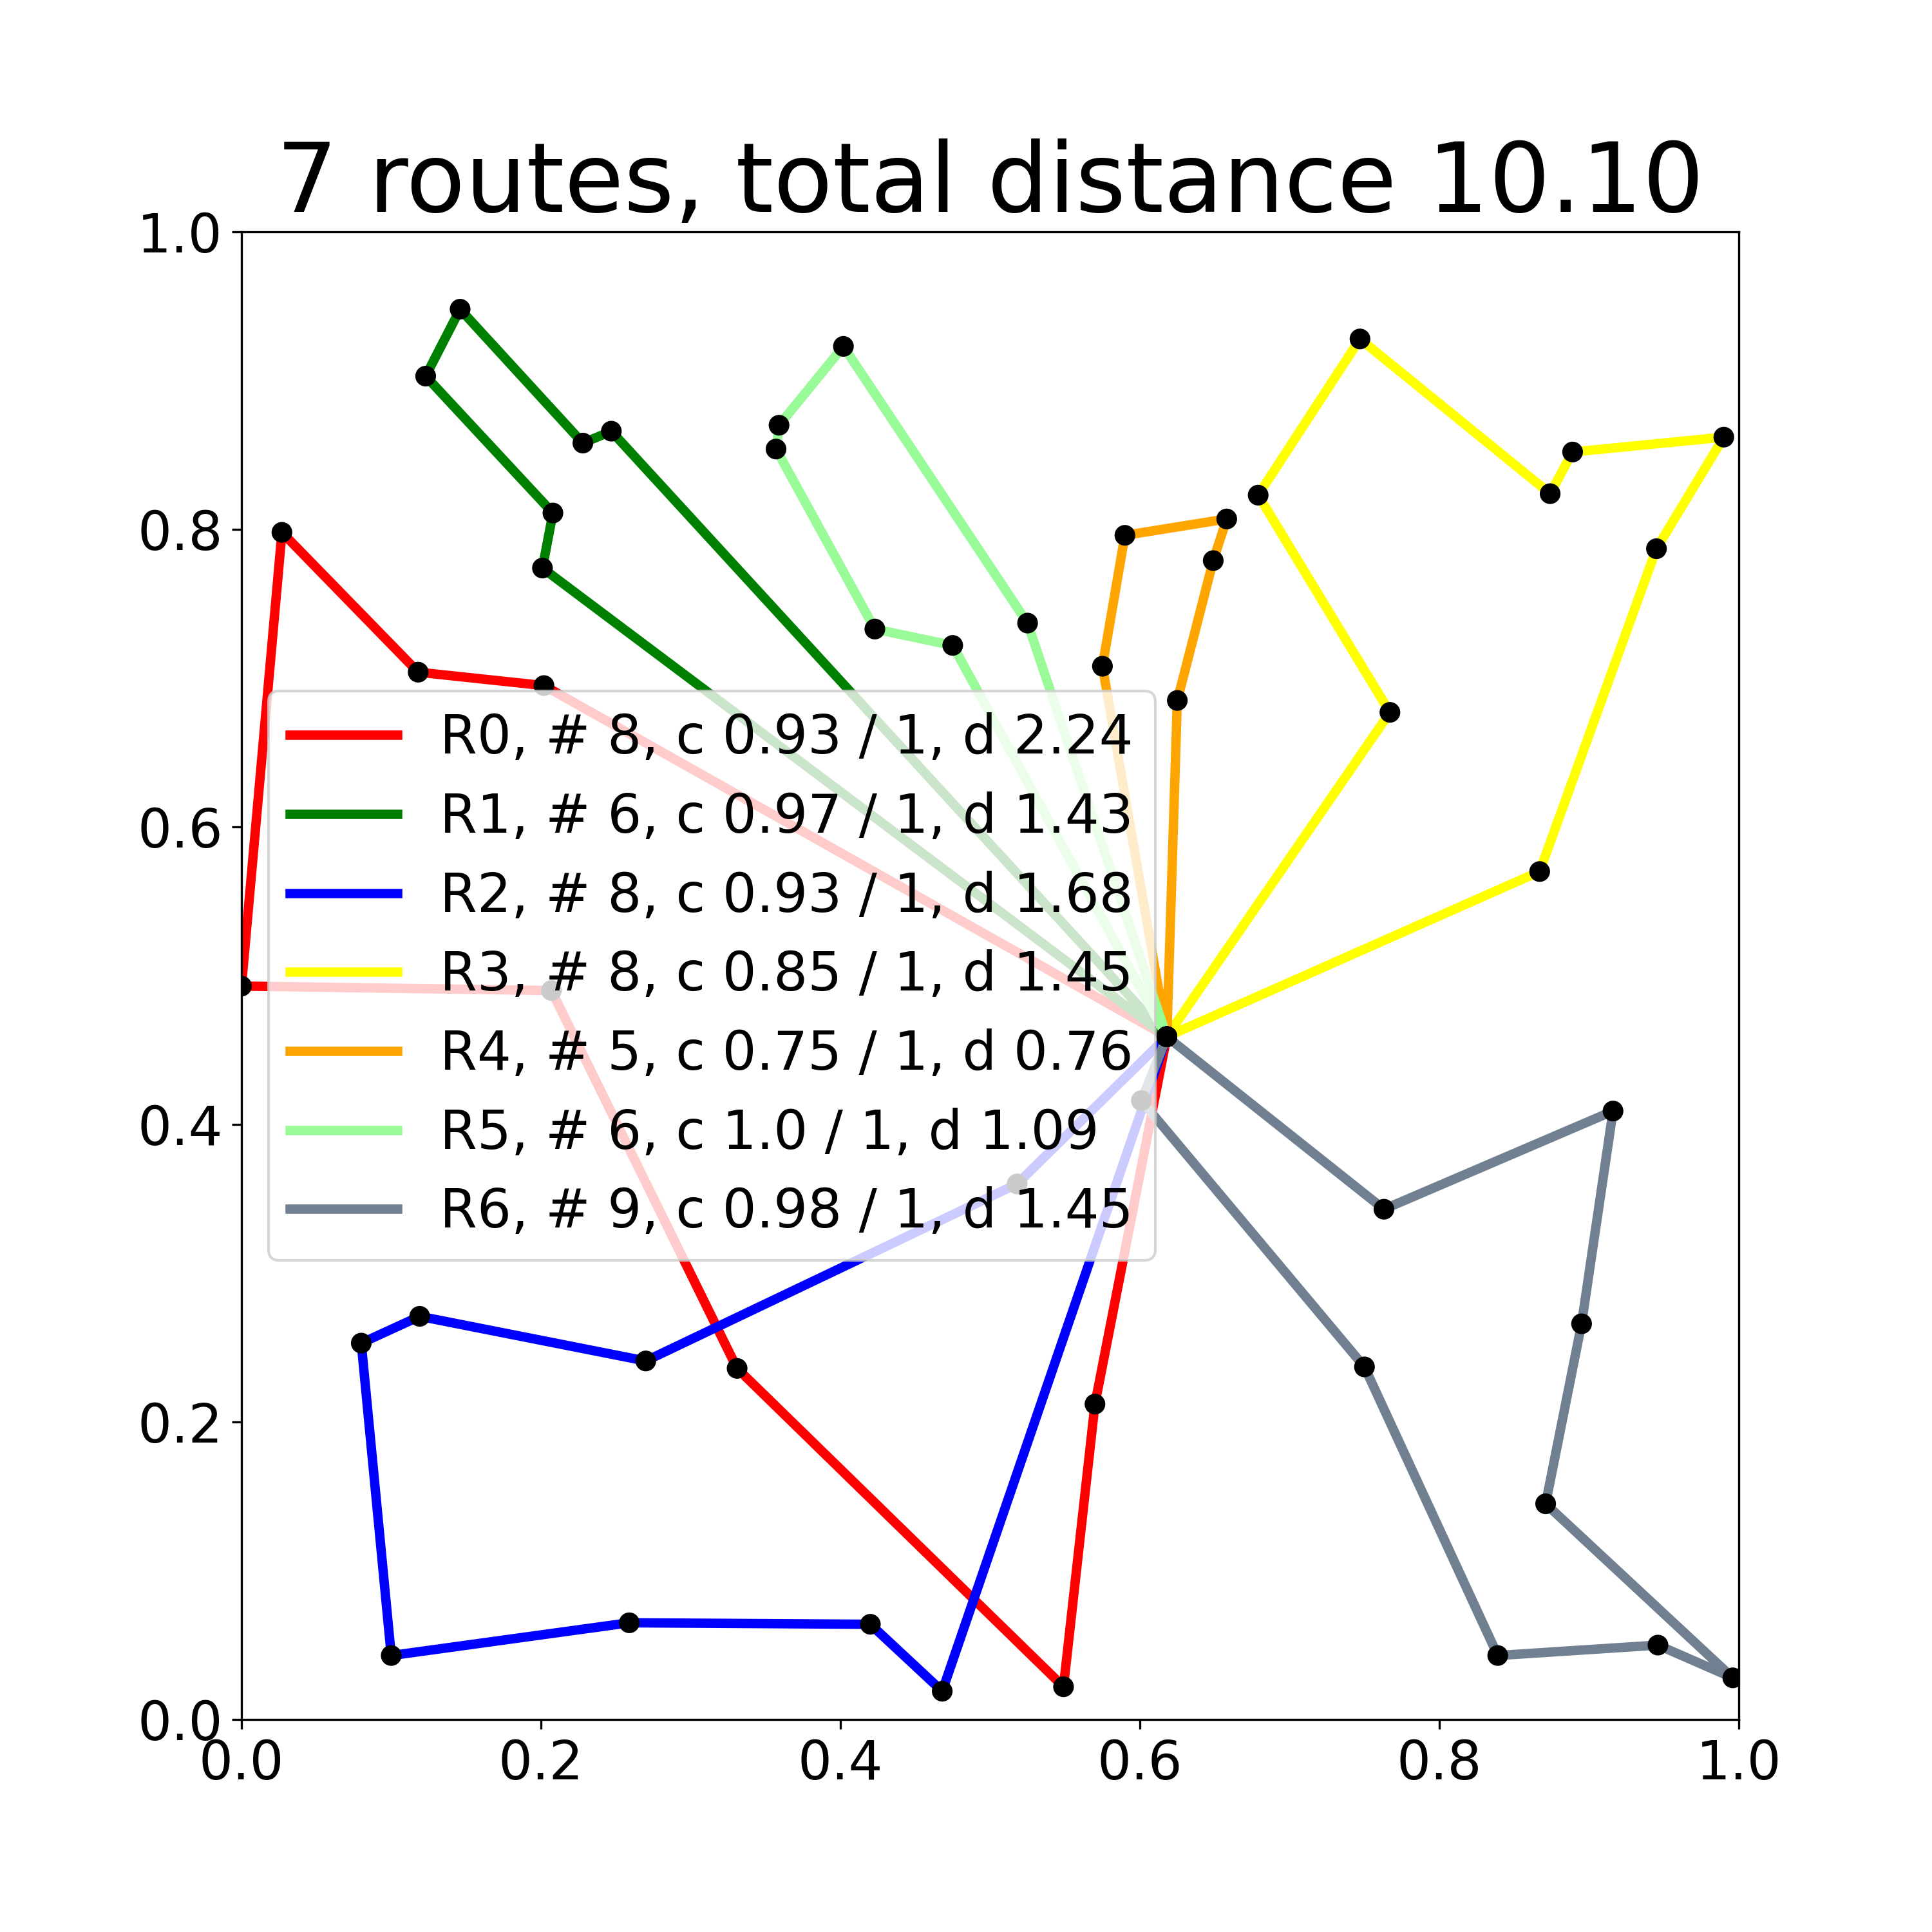 7 routes, total distance 10.10
1.0
0.8
0.6
0.4
0.2
0.0
R0, # 8, c 0.93 / 1, d 2.24
R1, # 6, c 0.97 / 1, d 1.43
R2, # 8, c 0.93 / 1, d 1.68
R3, # 8, c 0.85 / 1, d 1.45
R4, # 5, c 0.75 / 1, d 0.76
R5, # 6, c 1.0 / 1, d 1.09
R6, # 9, c 0.98 / 1, d 1.45
0.0 0.2 0.4 0.6 0.8 1.0